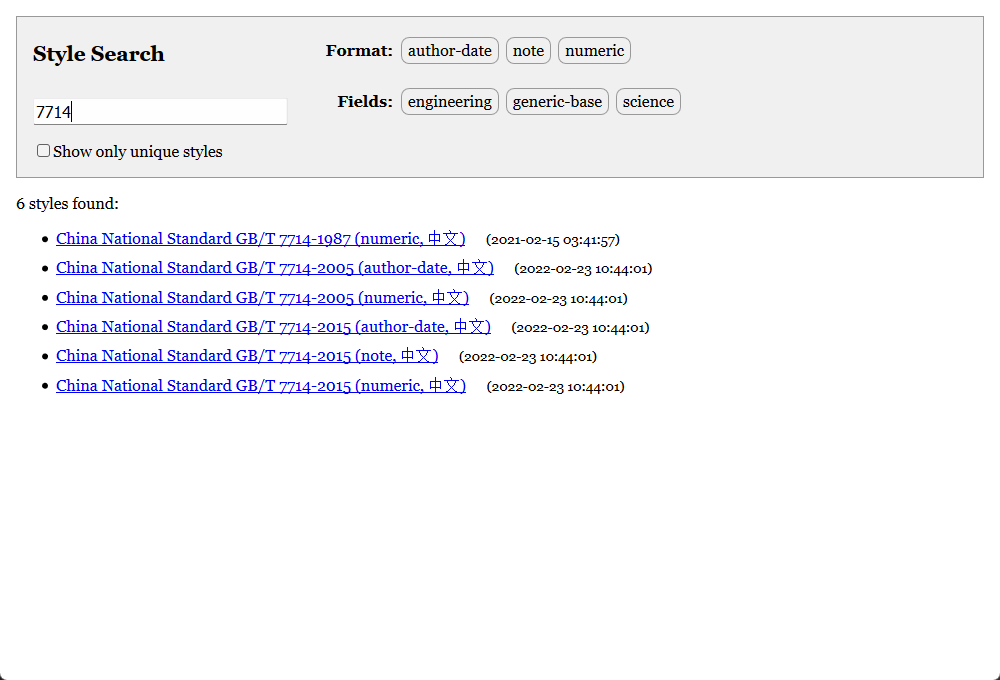 Style Search
Format: author-date note numeric
Fields: engineering generic-base science
7714
Show only unique styles
6 styles found:
China National Standard GB/T 7714-1987 (numeric, 中文) (2021-02-15 03:41:57)
China National Standard GB/T 7714-2005 (author-date, 中文) (2022-02-23 10:44:01)
China National Standard GB/T 7714-2005 (numeric, 中文) (2022-02-23 10:44:01)
China National Standard GB/T 7714-2015 (author-date, 中文) (2022-02-23 10:44:01)
China National Standard GB/T 7714-2015 (note, 中文) (2022-02-23 10:44:01)
China National Standard GB/T 7714-2015 (numeric, 中文) (2022-02-23 10:44:01)